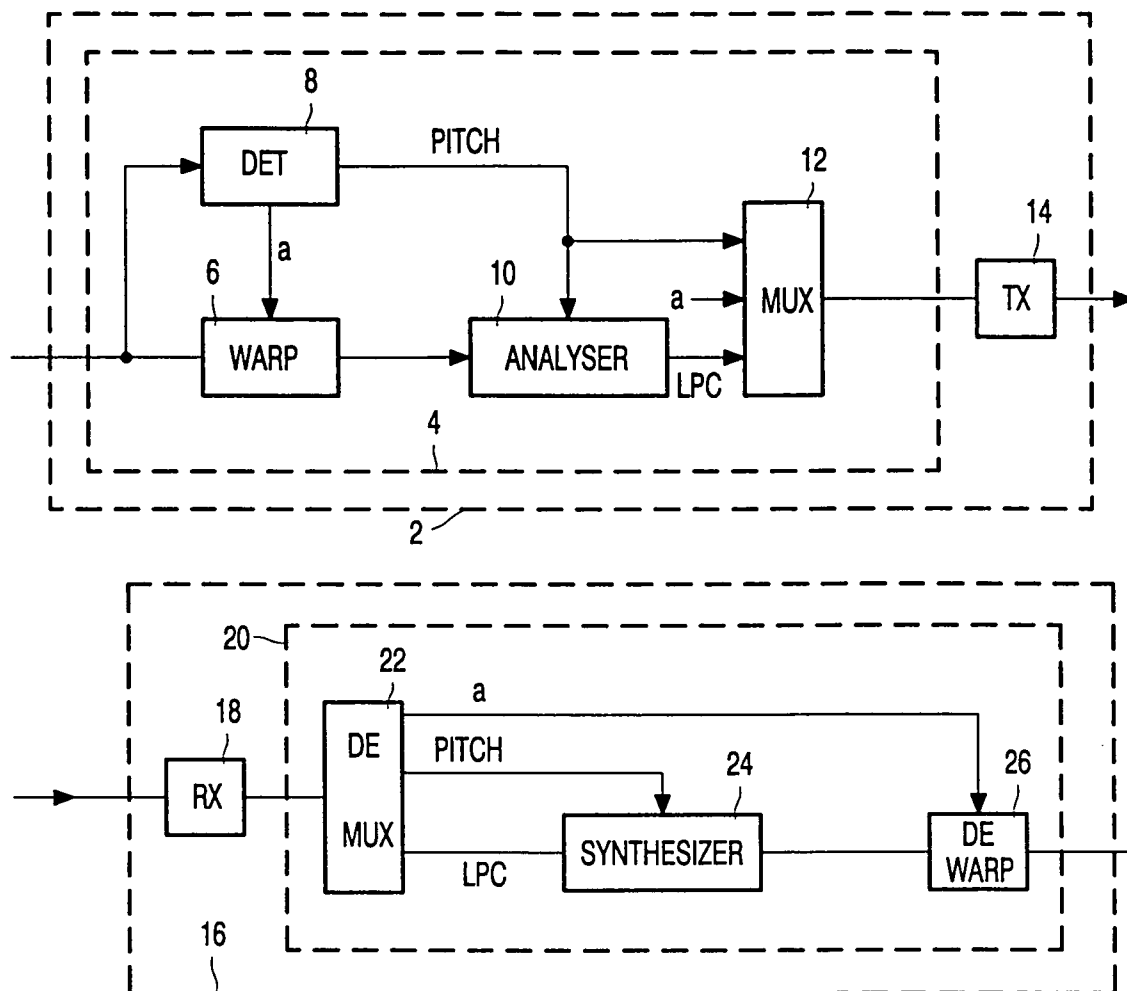 8
DET
PITCH
12
14
a
6
10
a
MUX
TX
WARP
ANALYSER
LPC
4
2
20
22
a
18
DE
PITCH
24
26
RX
MUX
SYNTHESIZER
DE
WARP
LPC
16